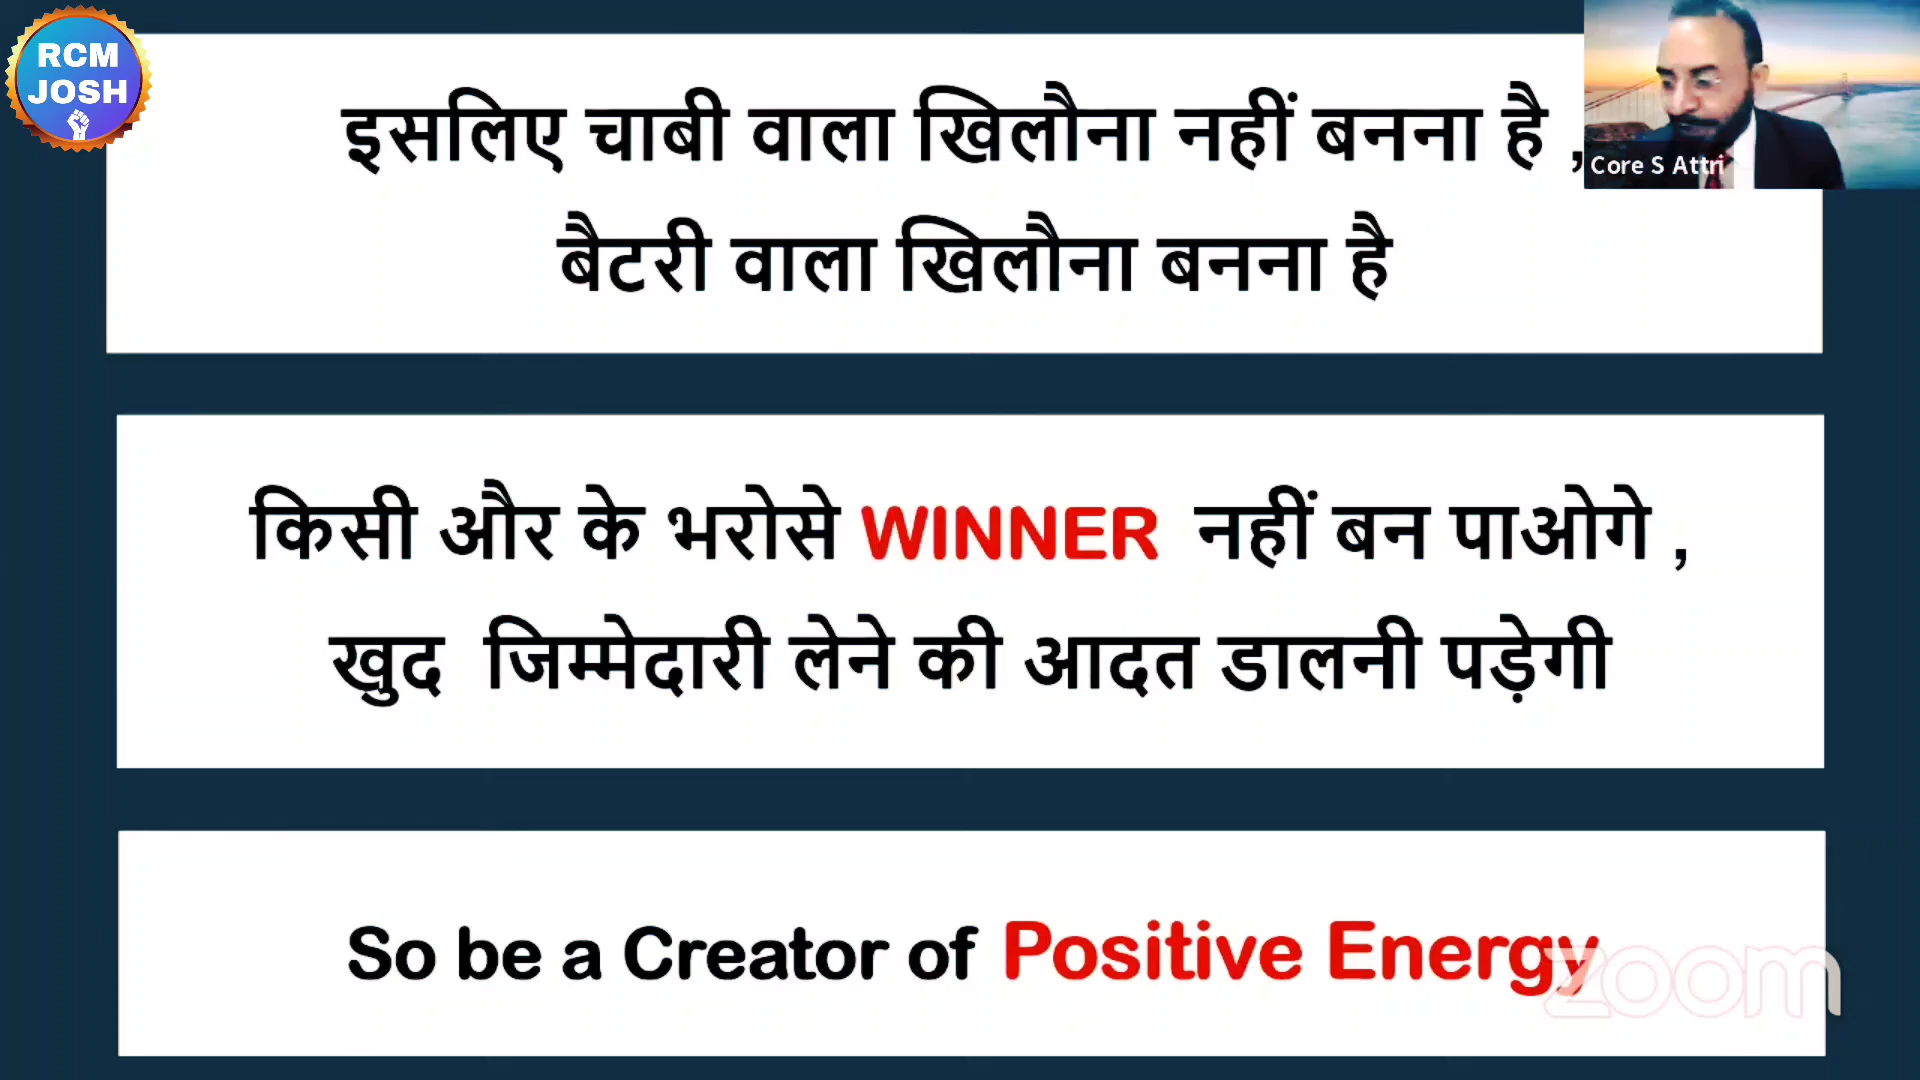 RCM
JOSH
इसलिए चाबी वाला खिलौना नहीं बनना है ,
बैटरी वाला खिलौना बनना है
Core S Attri
किसी और के भरोसे WINNER नहीं बन पाओगे ,
खुद जिम्मेदारी लेने की आदत डालनी पड़ेगी
So be a Creator of Positive Energy
zoom